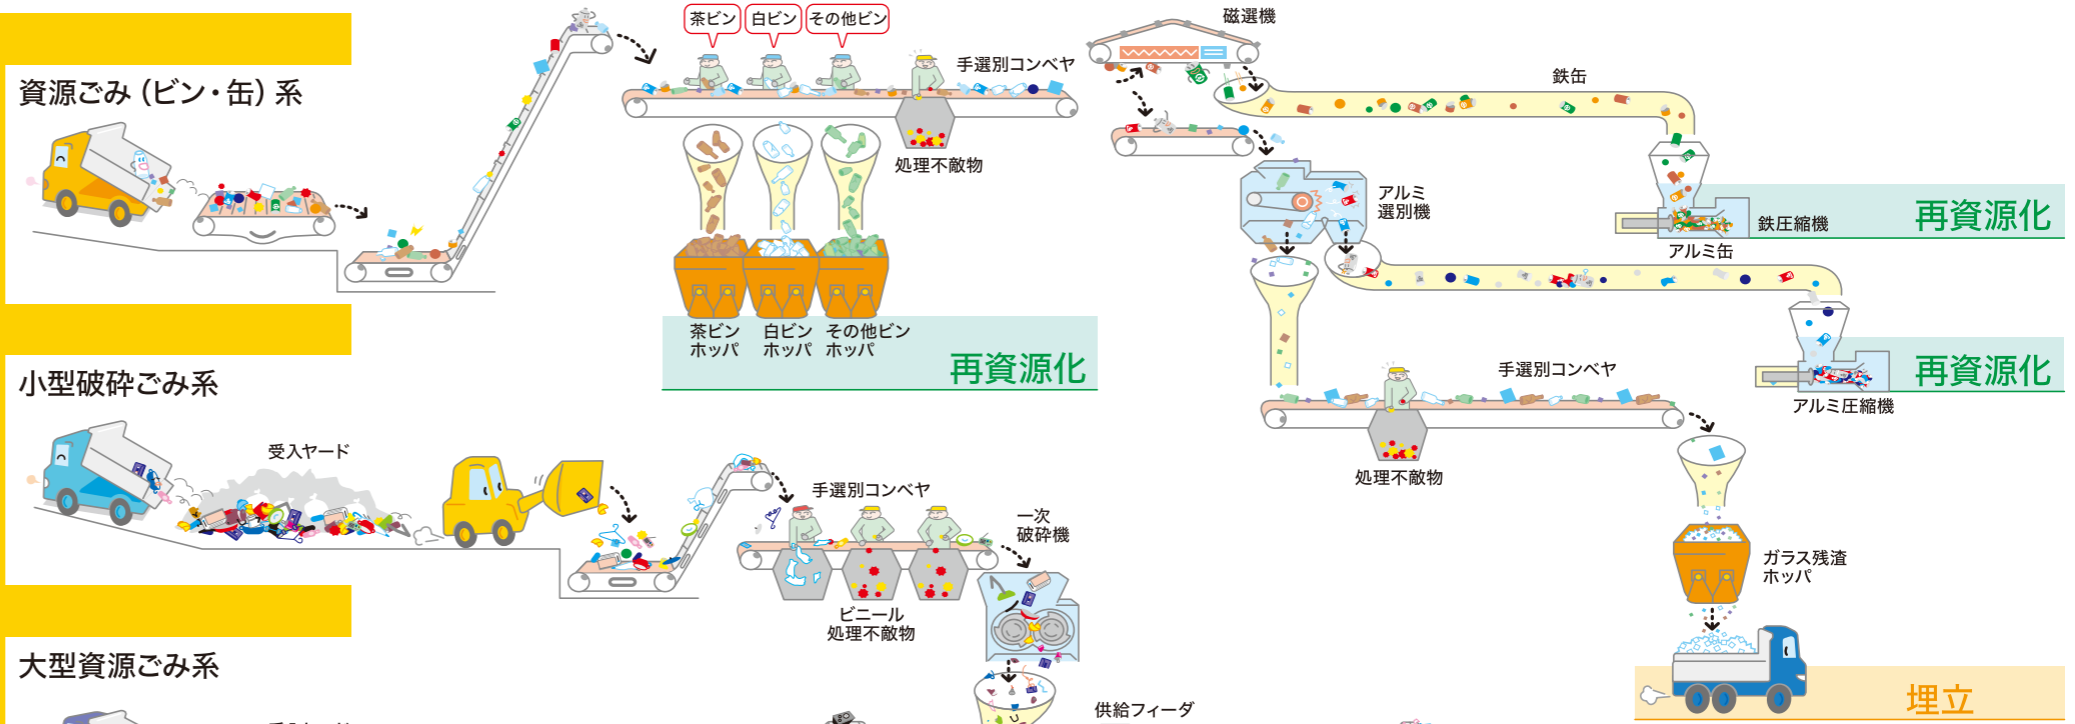 資源ごみ(ビン・缶)系
茶ビン
白ビン
その他ビン
手選別コンベヤ
処理不敵物
茶ビン
ホッパ
白ビン
ホッパ
その他ビン
ホッパ
再資源化
磁選機
鉄缶
鉄圧縮機
再資源化
アルミ
選別機
アルミ缶
アルミ圧縮機
再資源化
手選別コンベヤ
処理不敵物
ガラス残渣
ホッパ
埋立
小型破砕ごみ系
受入ヤード
手選別コンベヤ
ビニール
処理不敵物
一次
破砕機
大型資源ごみ系
供給フィーダ